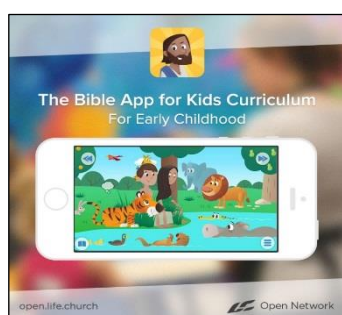 The Bible App for Kids Curriculum
For Early Childhood
open.life.church
Open Network